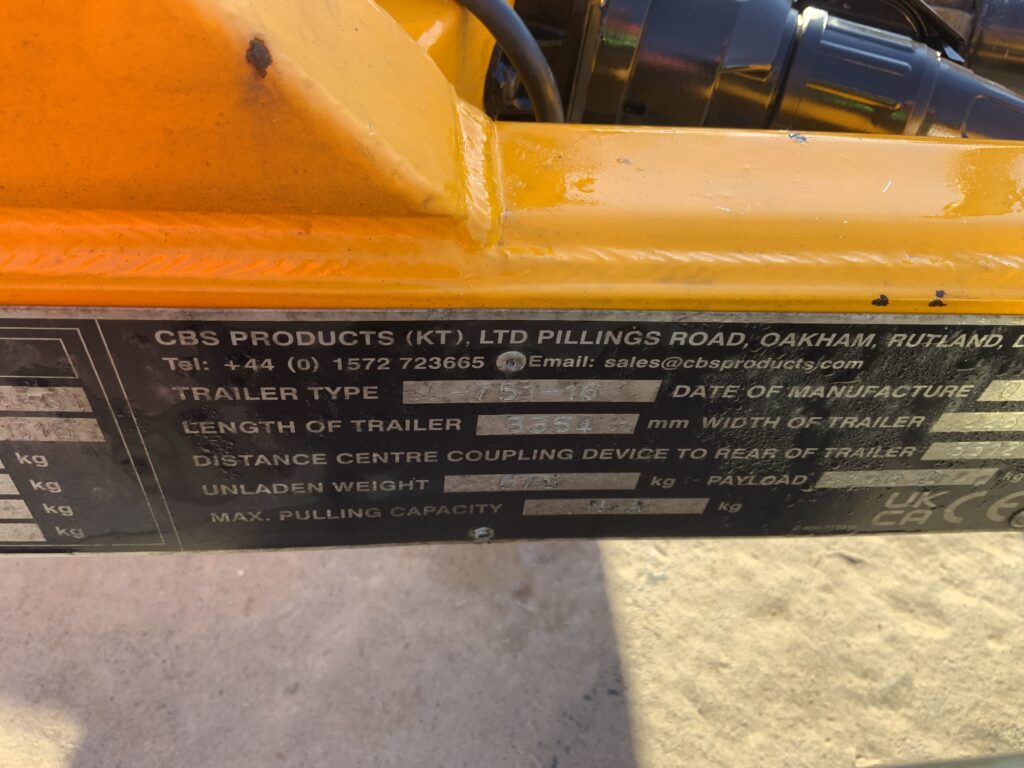 CBS PRODUCTS (KT), LTD PILLINGS ROAD, OAKHAM, RUTLAND,
Tel: +44 (0) 1572 723665 Email: sales@cbsproducts.com
TRAILER TYPE DATE OF MANUFACTURE
LENGTH OF TRAILER 3354 mm WIDTH OF TRAILER
kg DISTANCE CENTRE COUPLING DEVICE TO REAR OF TRAILER
kg UNLADEN WEIGHT kg PAYLOAD kg
MAX. PULLING CAPACITY N/A kg UK CA CE
kg